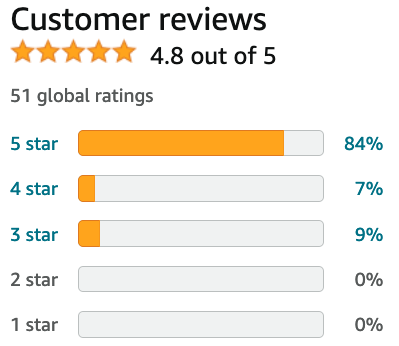 Customer reviews
4.8 out of 5
51 global ratings
5 star 84%
4 star 7%
3 star 9%
2 star 0%
1 star 0%